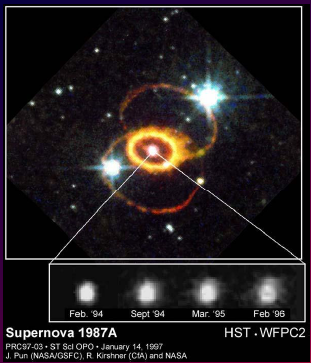 Feb. '94 Sept '94 Mar. '95 Feb '96
Supernova 1987A HST · WFPC2
PRC97-03 • ST ScI OPO • January 14, 1997
J. Pun (NASA/GSFC), R. Kirshner (CfA) and NASA